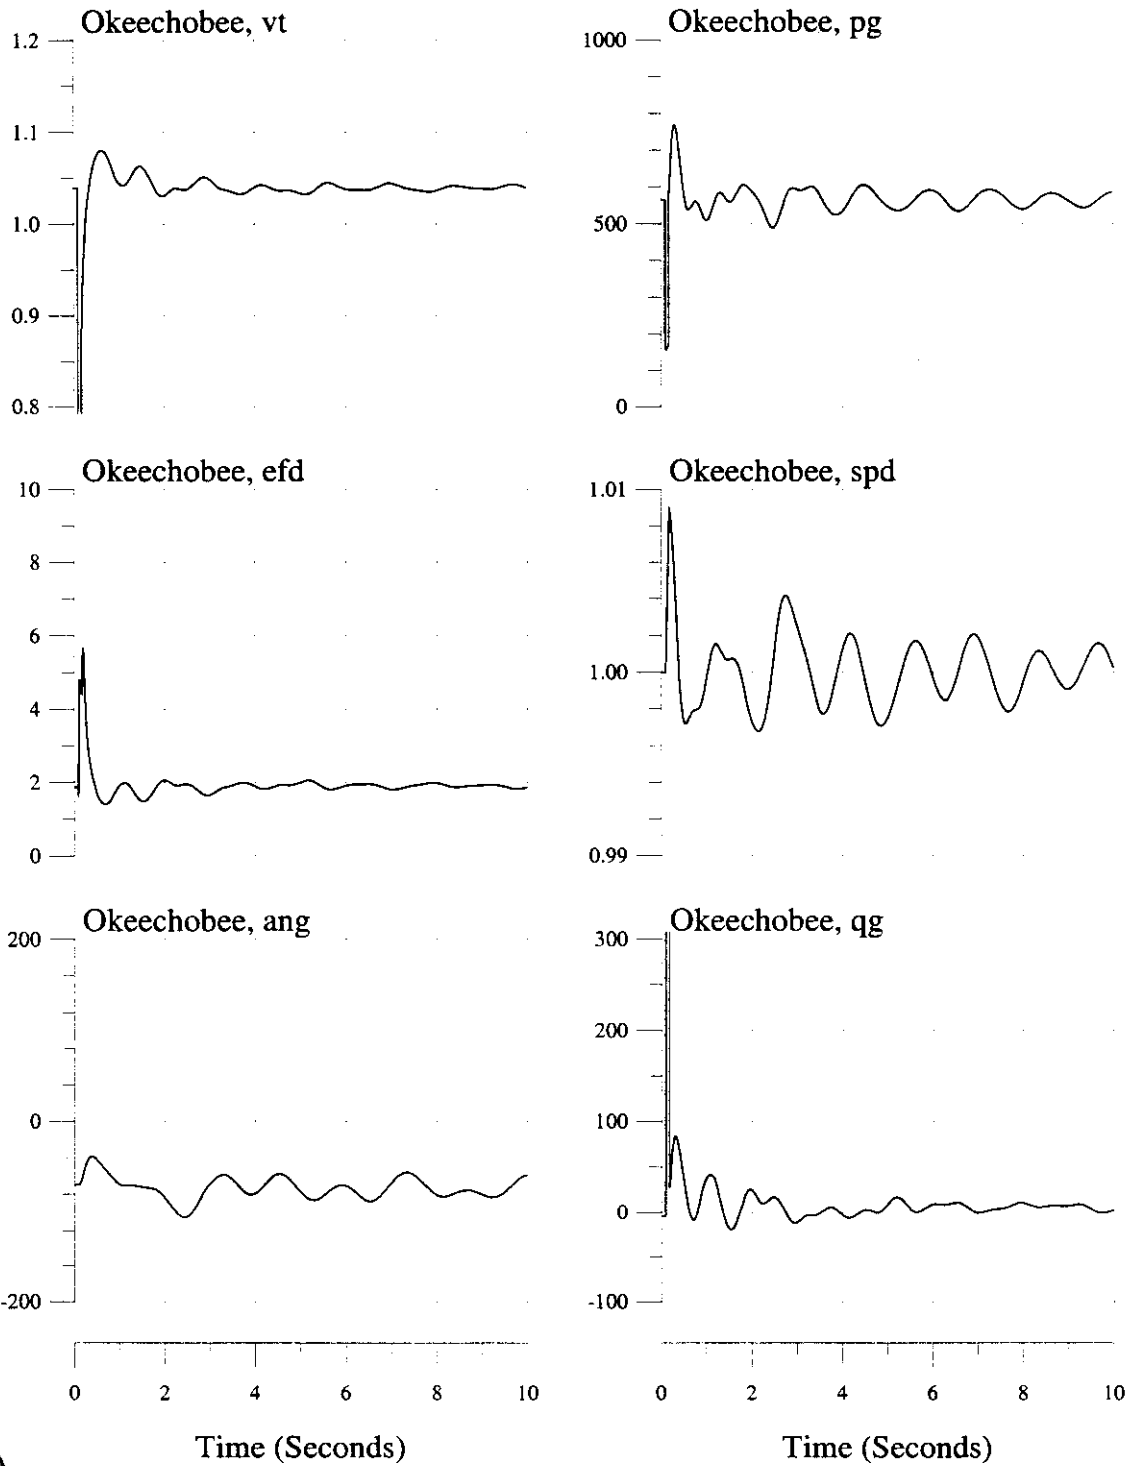 Okeechobee, vt
1.2
1.1
1.0
0.9
0.8
Okeechobee, pg
1000
500
0
Okeechobee, efd
10
8
6
4
2
0
Okeechobee, spd
1.01
1.00
0.99
Okeechobee, ang
200
0
-200
0 2 4 6 8 10
Time (Seconds)
Okeechobee, qg
300
200
100
0
-100
0 2 4 6 8 10
Time (Seconds)